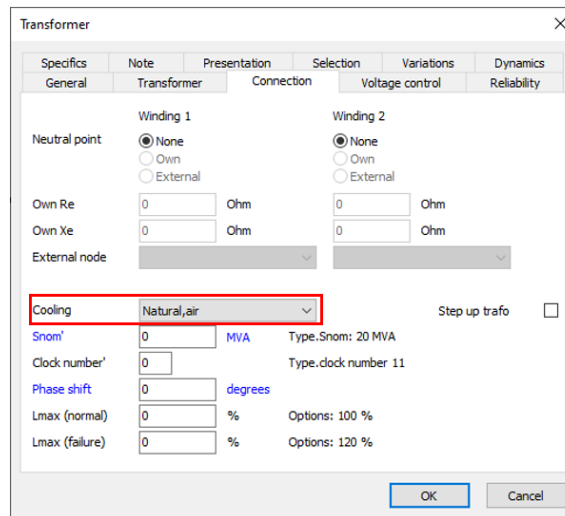 Transformer
Specifics Note Presentation Selection Variations Dynamics
General Transformer Connection Voltage control Reliability
Winding 1 Winding 2
Neutral point None None
Own Own
External External
Own Re 0 Ohm 0 Ohm
Own Xe 0 Ohm 0 Ohm
External node
Cooling Natural,air Step up trafo
Snom' 0 MVA Type.Snom: 20 MVA
Clock number' 0 Type.clock number 11
Phase shift 0 degrees
Lmax (normal) 0 % Options: 100 %
Lmax (failure) 0 % Options: 120 %
OK Cancel